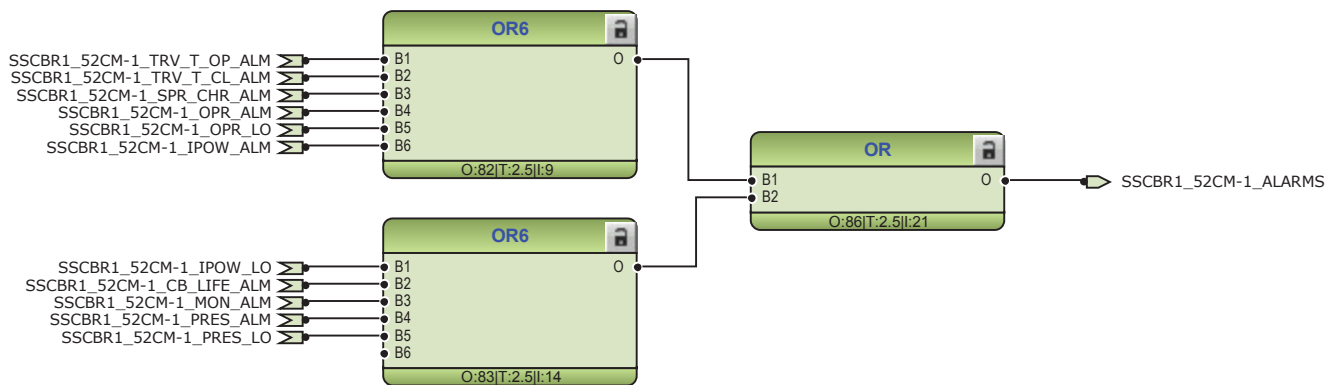 OR6
SSCBR1_52CM-1_TRV_T_OP_ALM B1 O
SSCBR1_52CM-1_TRV_T_CL_ALM B2
SSCBR1_52CM-1_SPR_CHR_ALM B3
SSCBR1_52CM-1_OPR_ALM B4
SSCBR1_52CM-1_OPR_LO B5
SSCBR1_52CM-1_IPOW_ALM B6
O:82|T:2.5|I:9
OR
B1 O SSCBR1_52CM-1_ALARMS
B2
O:86|T:2.5|I:21
OR6
SSCBR1_52CM-1_IPOW_LO B1 O
SSCBR1_52CM-1_CB_LIFE_ALM B2
SSCBR1_52CM-1_MON_ALM B3
SSCBR1_52CM-1_PRES_ALM B4
SSCBR1_52CM-1_PRES_LO B5
B6
O:83|T:2.5|I:14